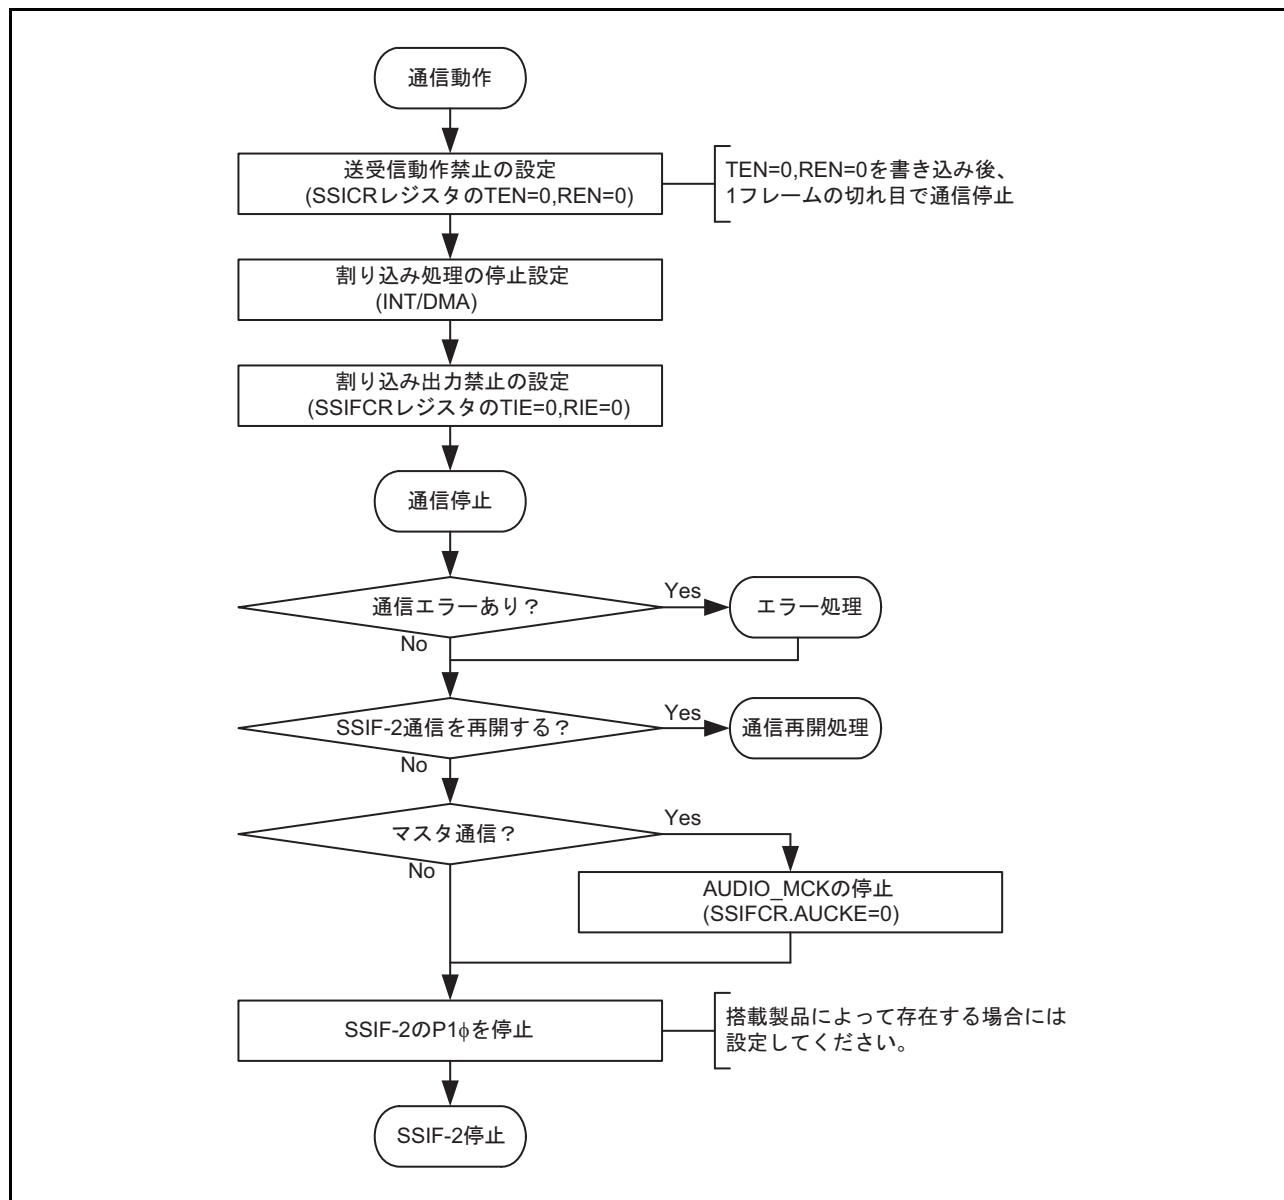 通信動作
送受信動作禁止の設定
(SSICRレジスタのTEN=0,REN=0)
TEN=0,REN=0を書き込み後、
1フレームの切れ目で通信停止
割り込み処理の停止設定
(INT/DMA)
割り込み出力禁止の設定
(SSIFCRレジスタのTIE=0,RIE=0)
通信停止
通信エラーあり?
Yes
エラー処理
No
SSIF-2通信を再開する?
Yes
通信再開処理
No
マスタ通信?
Yes
No
AUDIO_MCKの停止
(SSIFCR.AUCKE=0)
SSIF-2のP1φを停止
搭載製品によって存在する場合には
設定してください。
SSIF-2停止